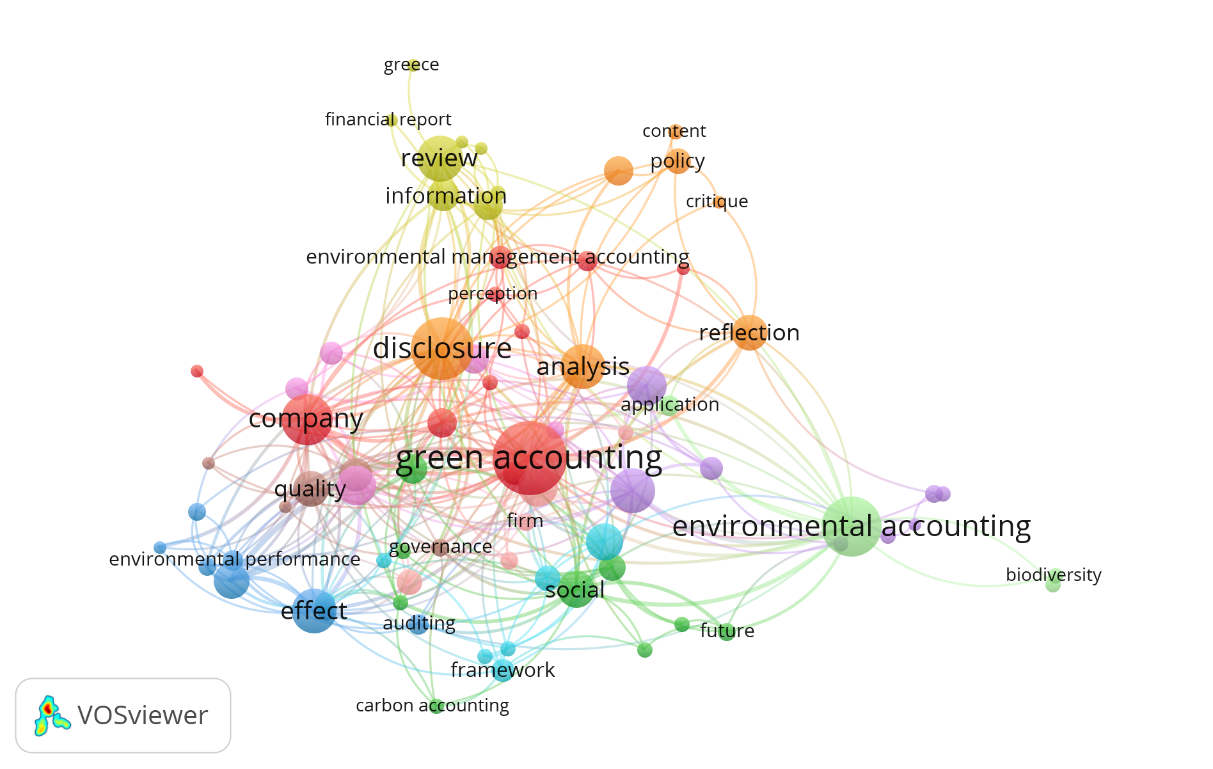 greece
financial report
content
review
policy
information
critique
environmental management accounting
perception
reflection
disclosure
analysis
application
company
green accounting
quality
firm
environmental accounting
governance
environmental performance
biodiversity
social
effect
auditing
future
framework
carbon accounting
VOSviewer